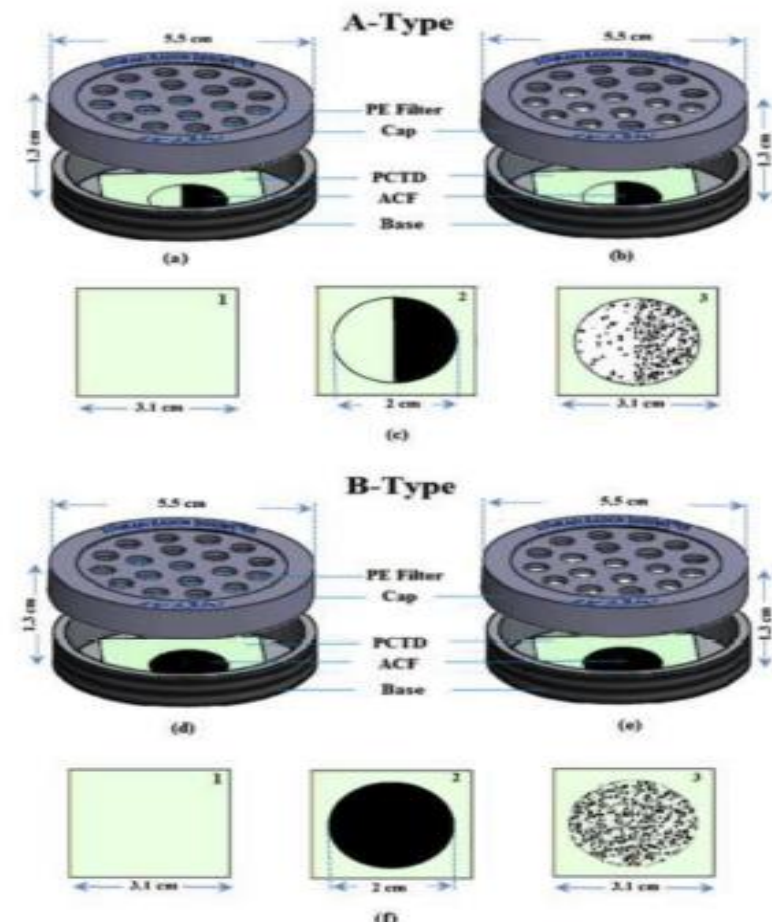 A-Type
5.5 cm
5.5 cm
PE Filter
Cap
1.3 cm
1.3 cm
PCTD
ACF
Base
(a)
(b)
1
2
3
3.1 cm
2 cm
3.1 cm
(c)
B-Type
5.5 cm
5.5 cm
PE Filter
Cap
1.3 cm
1.3 cm
PCTD
ACF
Base
(d)
(e)
1
2
3
3.1 cm
2 cm
3.1 cm
(f)